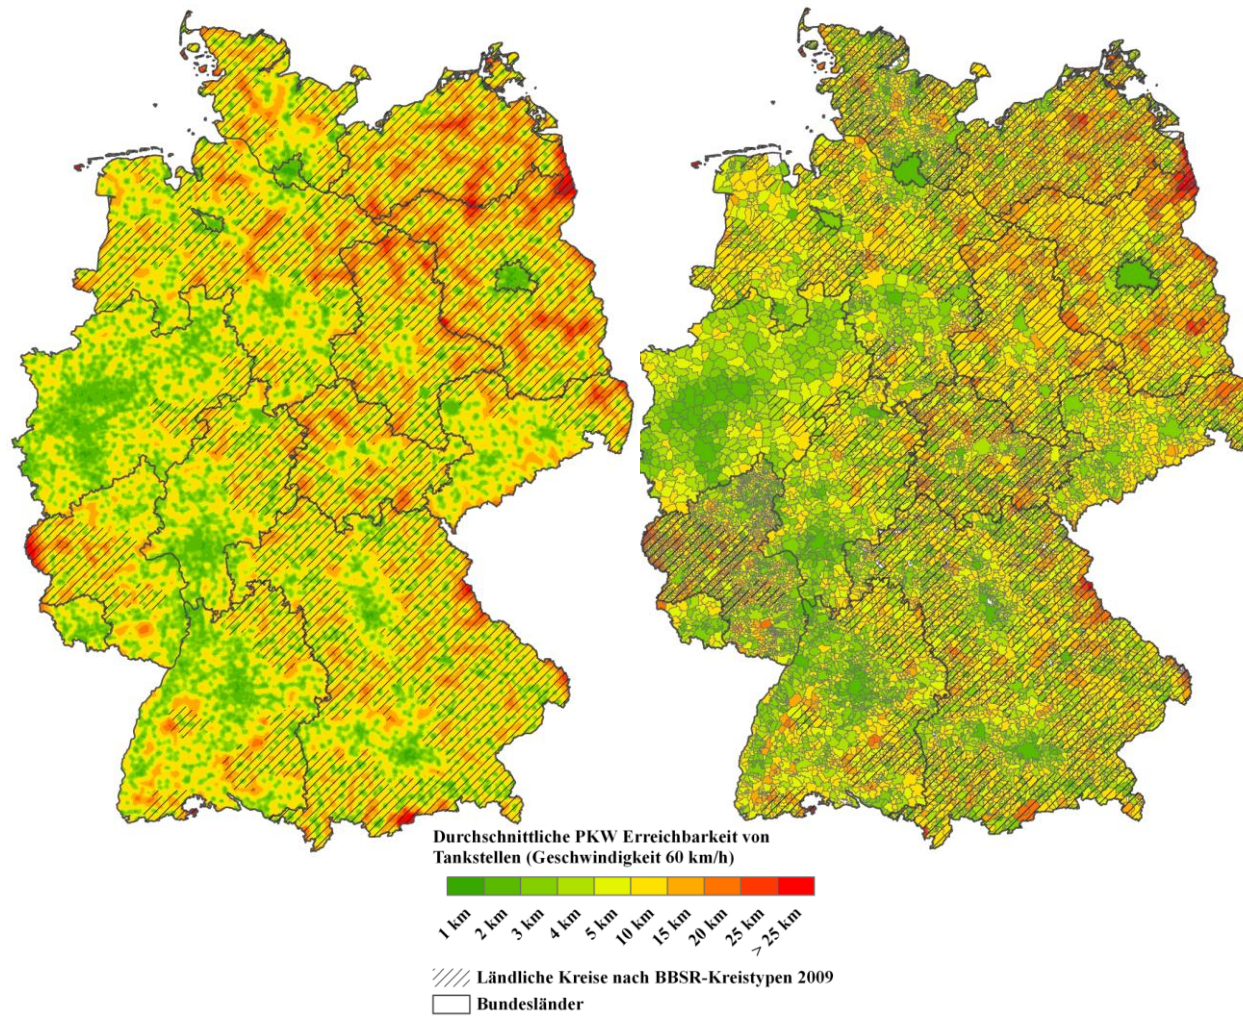 Durchschnittliche PKW Erreichbarkeit von
Tankstellen (Geschwindigkeit 60 km/h)
1 km
2 km
3 km
4 km
5 km
10 km
15 km
20 km
25 km
> 25 km
Ländliche Kreise nach BBSR-Kreistypen 2009
Bundesländer